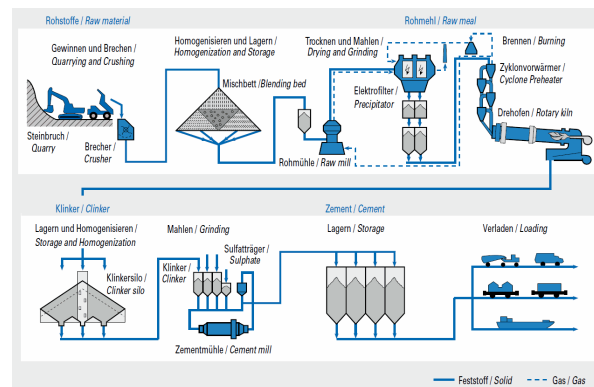 Rohstoffe / Raw material
Rohmehl / Raw meal
Gewinnen und Brechen /
Quarrying and Crushing
Homogenisieren und Lagern /
Homogenization and Storage
Trocknen und Mahlen /
Drying and Grinding
Brennen / Burning
Mischbett / Blending bed
Zyklonvorwärmer /
Cyclone Preheater
Elektrofilter /
Precipitator
Drehofen / Rotary kiln
Steinbruch /
Quarry
Brecher /
Crusher
Rohmühle / Raw mill
Klinker / Clinker
Zement / Cement
Lagern und Homogenisieren /
Storage and Homogenization
Mahlen / Grinding
Lagern / Storage
Verladen / Loading
Sulfatträger /
Sulphate
Klinkersilo /
Clinker silo
Klinker /
Clinker
Zementmühle / Cement mill
Feststoff / Solid
Gas / Gas